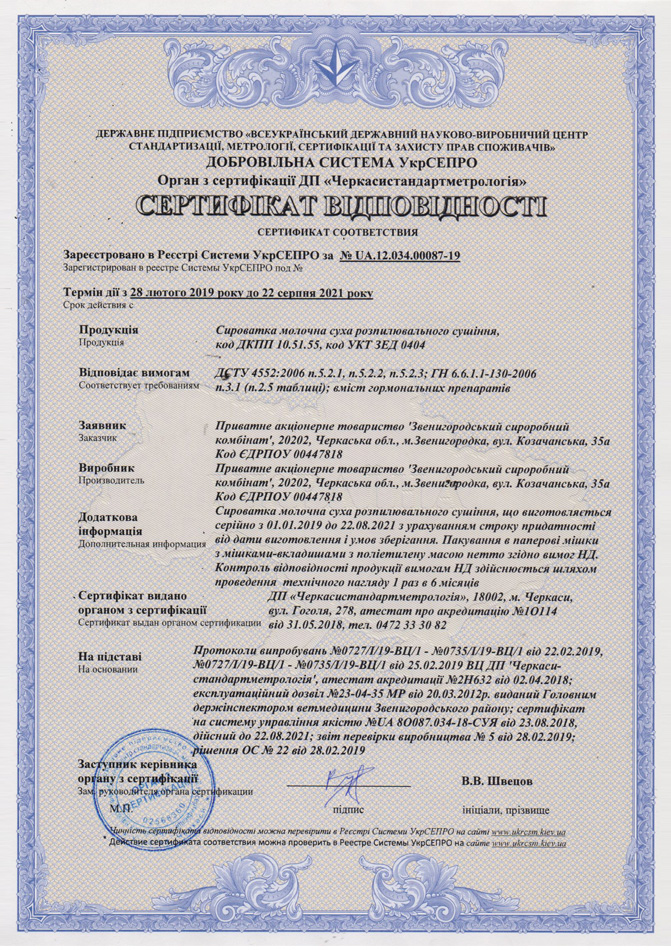 ДЕРЖАВНЕ ПІДПРИЄМСТВО «ВСЕУКРАЇНСЬКИЙ ДЕРЖАВНИЙ НАУКОВО-ВИРОБНИЧИЙ ЦЕНТР
СТАНДАРТИЗАЦІЇ, МЕТРОЛОГІЇ, СЕРТИФІКАЦІЇ ТА ЗАХИСТУ ПРАВ СПОЖИВАЧІВ»
ДОБРОВІЛЬНА СИСТЕМА УкрСЕПРО
Орган з сертифікації ДП «Черкасистандартметрологія»
СЕРТИФІКАТ ВІДПОВІДНОСТІ
СЕРТИФИКАТ СООТВЕТСТВИЯ
Зареєстровано в Реєстрі Системи УкрСЕПРО за № UA.12.034.00087-19
Зарегистрирован в реестре Системы УкрСЕПРО под №
Термін дії з 28 лютого 2019 року до 22 серпня 2021 року
Срок действия с
Продукція Сироватка молочна суха розпилювального сушіння,
Продукція код ДКПП 10.51.55, код УКТ ЗЕД 0404
Відповідає вимогам ДСТУ 4552:2006 п.5.2.1, п.5.2.2, п.5.2.3; ГН 6.6.1.1-130-2006
Соответствует требованиям п.3.1 (п.2.5 таблиці); вміст гормональних препаратів
Заявник Приватне акціонерне товариство 'Звенигородський сироробний
Заказчик комбінат', 20202, Черкаська обл., м.Звенигородка, вул. Козачанська, 35а
Код ЄДРПОУ 00447818
Виробник Приватне акціонерне товариство 'Звенигородський сироробний
Производитель комбінат', 20202, Черкаська обл., м.Звенигородка, вул. Козачанська, 35а
Код ЄДРПОУ 00447818
Додаткова Сироватка молочна суха розпилювального сушіння, що виготовляється
інформація серійно з 01.01.2019 до 22.08.2021 з урахуванням строку придатності
Дополнительная информация від дати виготовлення і умов зберігання. Пакування в паперові мішки
з мішками-вкладишами з поліетилену масою нетто згідно вимог НД.
Контроль відповідності продукції вимогам НД здійснюється шляхом
проведення технічного нагляду 1 раз в 6 місяців
Сертифікат видано ДП «Черкасистандартметрологія», 18002, м. Черкаси,
органом з сертифікації вул. Гоголя, 278, атестат про акредитацію №1О114
Сертификат выдан органом сертификации від 31.05.2018, тел. 0472 33 30 82
На підставі Протоколи випробувань №0727/І/19-ВЦ/1 - №0735/І/19-ВЦ/1 від 22.02.2019,
На основании №0727/І/19-ВЦ/1 - №0735/І/19-ВЦ/1 від 25.02.2019 ВЦ ДП 'Черкаси-
стандартметрологія', атестат акредитації №2Н632 від 02.04.2018;
експлуатаційний дозвіл №23-04-35 МР від 20.03.2012р. виданий Головним
держінспектором ветмедицини Звенигородського району; сертифікат
на систему управління якістю №UA 8О087.034-18-СУЯ від 23.08.2018,
дійсний до 22.08.2021; звіт перевірки виробництва № 5 від 28.02.2019;
рішення ОС № 22 від 28.02.2019
Заступник керівника
органу з сертифікації В.В. Швецов
Зам. руководителя органа сертификации
М.П. підпис ініціали, прізвище
ОРГАН З
СЕРТИФІКАЦІЇ
02568360
Чинність сертифіката відповідності можна перевірити в Реєстрі Системи УкрСЕПРО на сайті www.ukrcsm.kiev.ua
Действие сертификата соответствия можно проверить в Реестре Системы УкрСЕПРО на сайте www.ukrcsm.kiev.ua